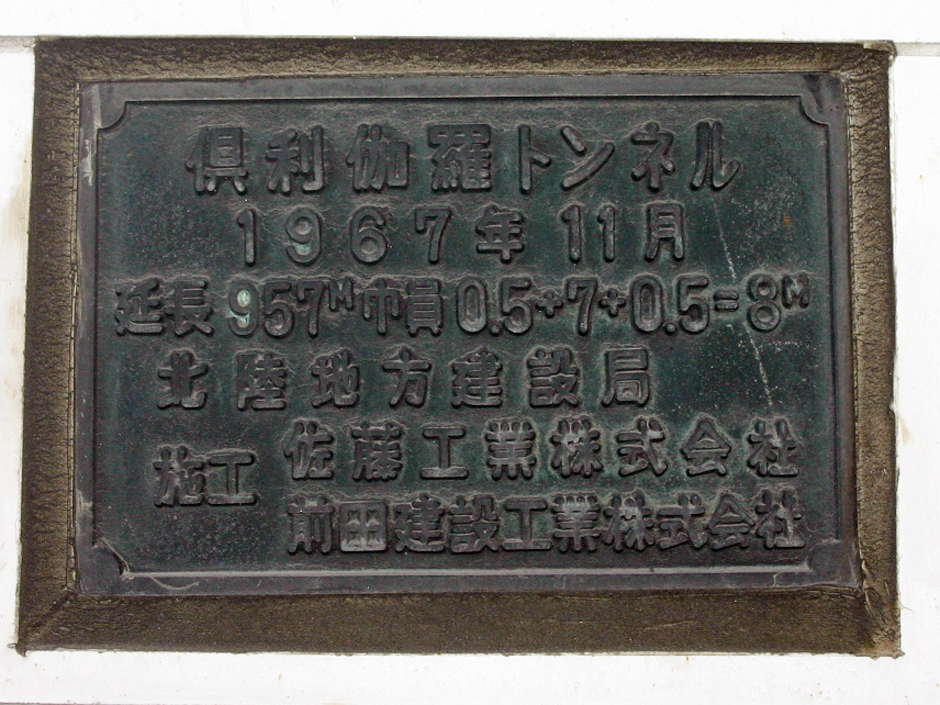 倶利伽羅トンネル
1967年11月
延長957M巾員0.5+7+0.5=8M
北陸地方建設局
施工 佐藤工業株式会社
前田建設工業株式会社